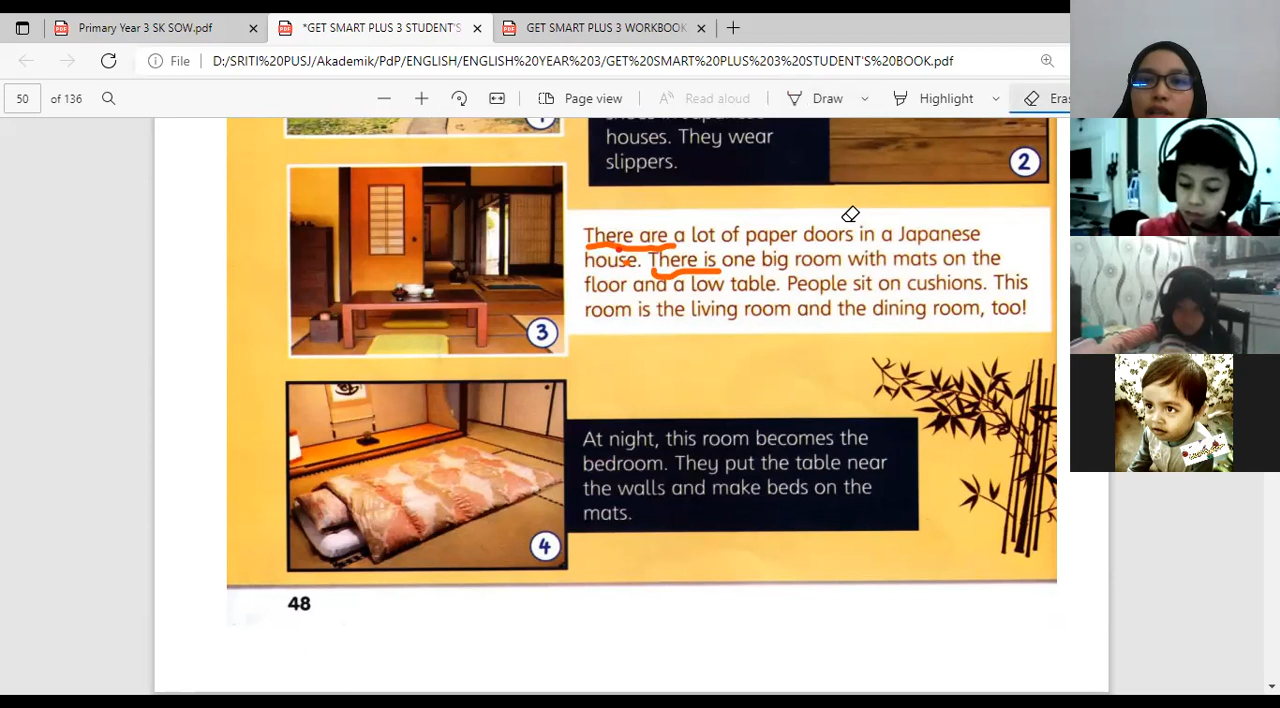 Primary Year 3 SK SOW.pdf
*GET SMART PLUS 3 STUDENT'S
GET SMART PLUS 3 WORKBOOK
File
D:/SRITI%20PUSJ/Akademik/PdP/ENGLISH/ENGLISH%20YEAR%203/GET%20SMART%20PLUS%203%20STUDENT'S%20BOOK.pdf
50 of 136
Page view
Read aloud
Draw
Highlight
Eras
1
shoes in Japanese
houses. They wear
slippers.
2
There are a lot of paper doors in a Japanese
house. There is one big room with mats on the
floor and a low table. People sit on cushions. This
room is the living room and the dining room, too!
3
At night, this room becomes the
bedroom. They put the table near
the walls and make beds on the
mats.
4
48